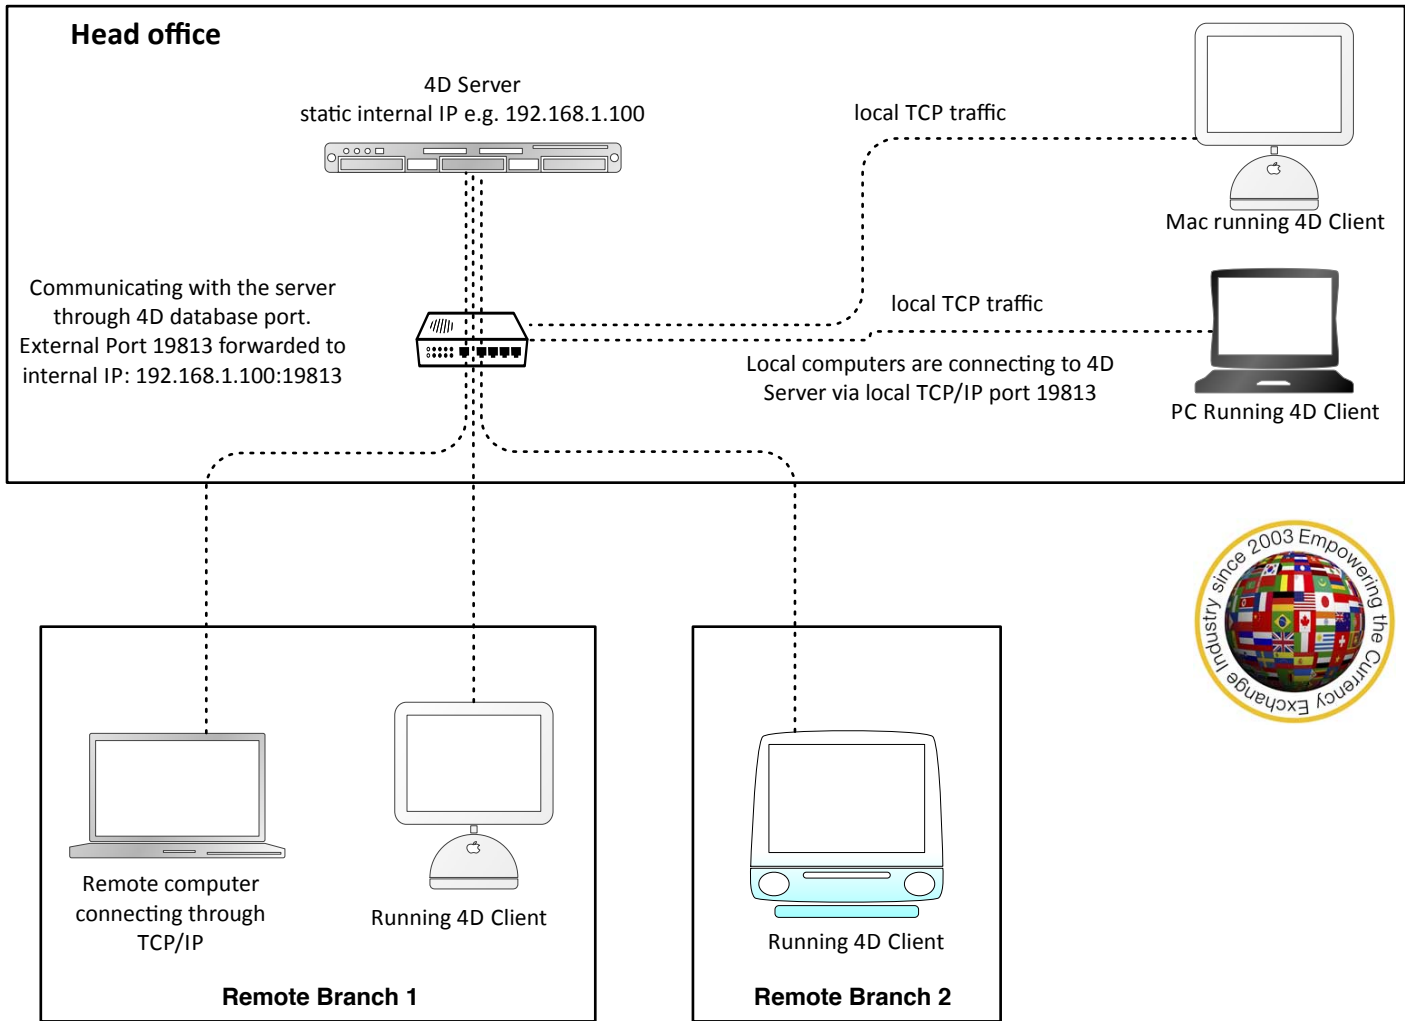 Head office
4D Server
static internal IP e.g. 192.168.1.100
local TCP traffic
Mac running 4D Client
Communicating with the server
through 4D database port.
External Port 19813 forwarded to
internal IP: 192.168.1.100:19813
local TCP traffic
Local computers are connecting to 4D
Server via local TCP/IP port 19813
PC Running 4D Client
Empowering the Currency Exchange Industry since 2003
Remote computer
connecting through
TCP/IP
Running 4D Client
Remote Branch 1
Running 4D Client
Remote Branch 2